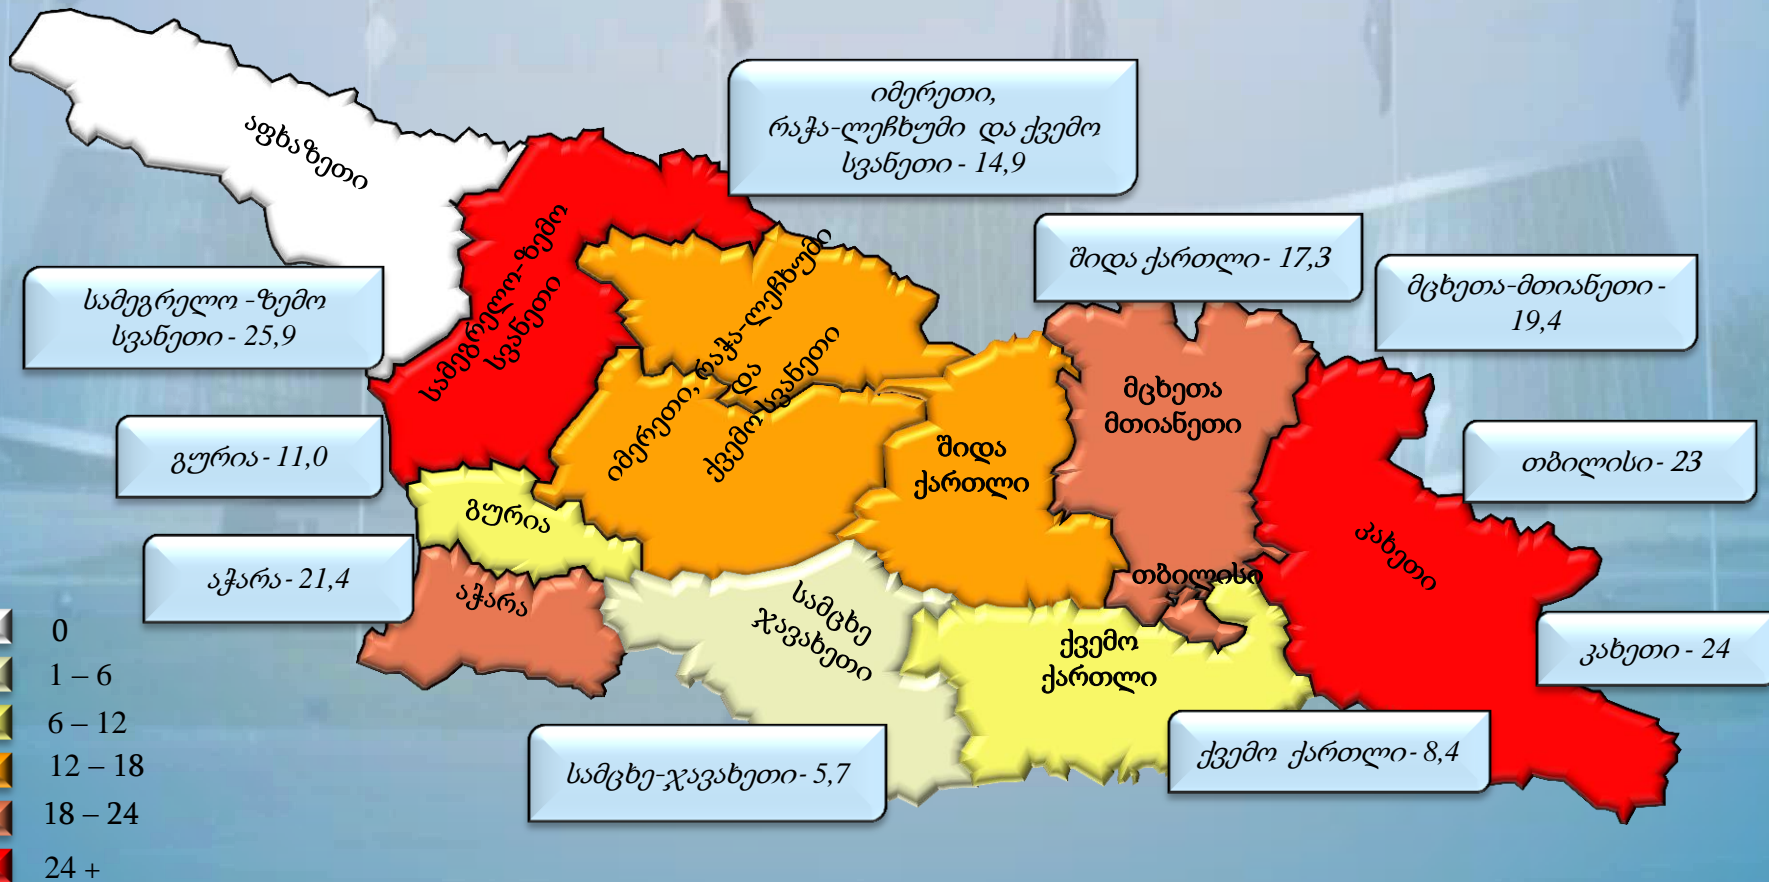 იმერეთი,
რაჭა-ლეჩხუმი და ქვემო
სვანეთი - 14,9
აფხაზეთი
შიდა ქართლი - 17,3
მცხეთა-მთიანეთი -
19,4
სამეგრელო -ზემო
სვანეთი - 25,9
სამეგრელო-ზემო
სვანეთი
იმერეთი, რაჭა-ლეჩხუმი
და
ქვემო სვანეთი
მცხეთა
მთიანეთი
შიდა
ქართლი
გურია - 11,0
თბილისი - 23
გურია
კახეთი
აჭარა - 21,4
აჭარა
თბილისი
სამცხე
ჯავახეთი
ქვემო
ქართლი
კახეთი - 24
სამცხე-ჯავახეთი - 5,7
ქვემო ქართლი - 8,4
0
1 – 6
6 – 12
12 – 18
18 – 24
24 +